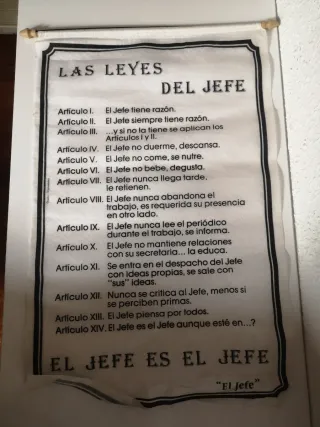 LAS LEYES
DEL JEFE
Artículo I. El Jefe tiene razón.
Artículo II. El Jefe siempre tiene razón.
Artículo III. ...y si no la tiene se aplican los
Artículos I y II.
Artículo IV. El Jefe no duerme, descansa.
Artículo V. El Jefe no come, se nutre.
Artículo VI. El Jefe no bebe, degusta.
Artículo VII. El Jefe nunca llega tarde,
le retienen.
Artículo VIII. El Jefe nunca abandona el
trabajo, es requerida su presencia
en otro lado.
Artículo IX. El Jefe nunca lee el periódico
durante el trabajo, se informa.
Artículo X. El Jefe no mantiene relaciones
con su secretaria... la educa.
Artículo XI. Se entra en el despacho del Jefe
con ideas propias, se sale con
"sus" ideas.
Artículo XII. Nunca se critica al Jefe, menos si
se perciben primas.
Artículo XIII. El Jefe piensa por todos.
Artículo XIV. El Jefe es el Jefe aunque esté en...?
EL JEFE ES EL JEFE
"El Jefe"